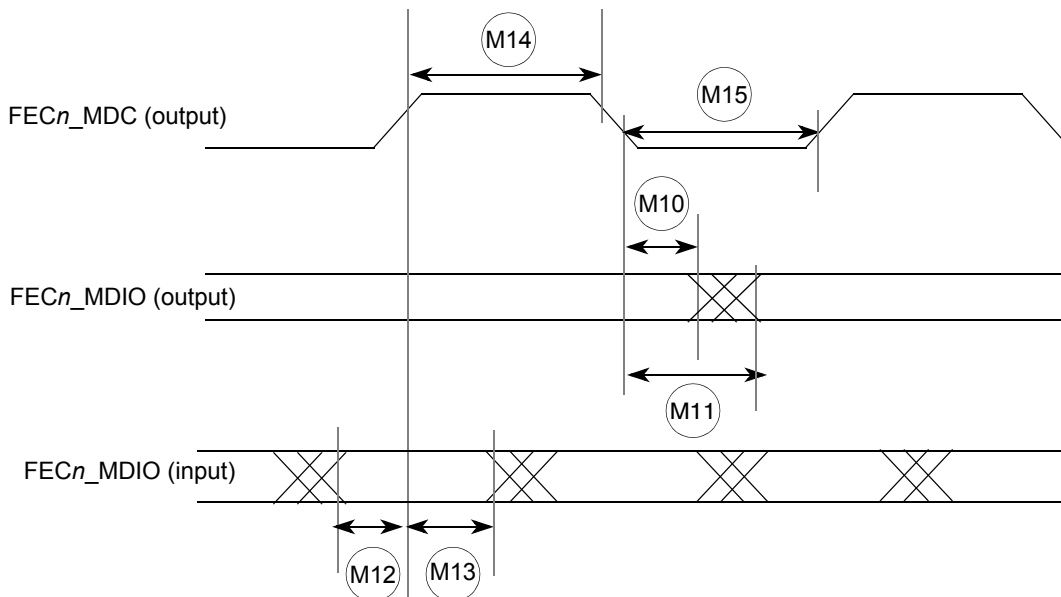 M14
FECn_MDC (output)
M15
M10
FECn_MDIO (output)
M11
FECn_MDIO (input)
M12
M13